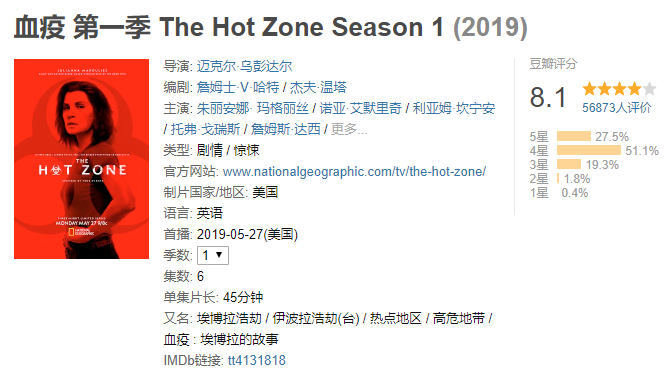 血疫 第一季 The Hot Zone Season 1 (2019)
JULIANNA MARGULIES
THE
HOT ZONE
MONDAY MAY 27 9/8c
NATIONAL GEOGRAPHIC
导演: 迈克尔·乌彭达尔
编剧: 詹姆士·V·哈特 / 杰夫·温塔
主演: 朱丽安娜· 玛格丽丝 / 诺亚·艾默里奇 / 利亚姆·坎宁安
/ 托弗·戈瑞斯 / 詹姆斯·达西 / 更多...
类型: 剧情 / 惊悚
官方网站: www.nationalgeographic.com/tv/the-hot-zone/
制片国家/地区: 美国
语言: 英语
首播: 2019-05-27(美国)
季数: 1
集数: 6
单集片长: 45分钟
又名: 埃博拉浩劫 / 伊波拉浩劫(台) / 热点地区 / 高危地带 /
血疫 : 埃博拉的故事
IMDb链接: tt4131818
豆瓣评分
8.1
56873人评价
5星 27.5%
4星 51.1%
3星 19.3%
2星 1.8%
1星 0.4%